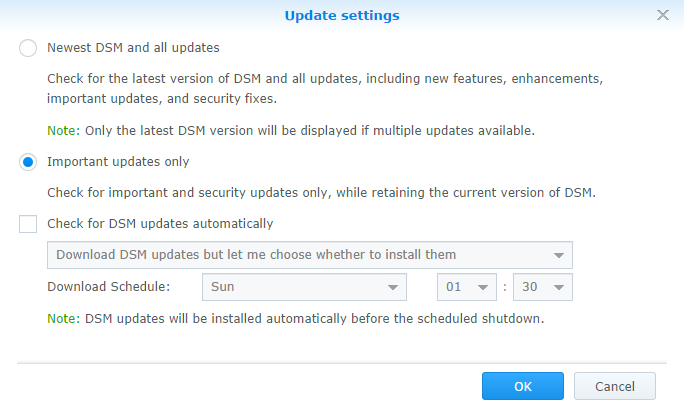 Update settings
Newest DSM and all updates
Check for the latest version of DSM and all updates, including new features, enhancements,
important updates, and security fixes.
Note: Only the latest DSM version will be displayed if multiple updates available.
Important updates only
Check for important and security updates only, while retaining the current version of DSM.
Check for DSM updates automatically
Download DSM updates but let me choose whether to install them
Download Schedule: Sun 01 : 30
Note: DSM updates will be installed automatically before the scheduled shutdown.
OK Cancel